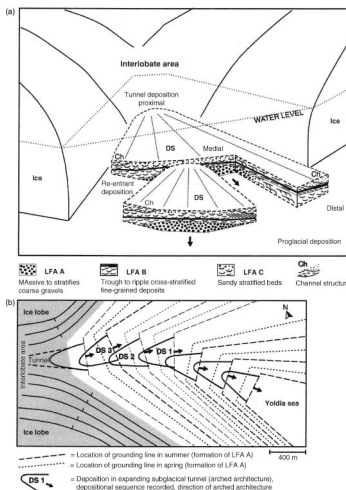 (a)
Interlobate area
Tunnel deposition
proximal
WATER LEVEL
Ice
Ice
DS
Medial
Ch
Ch
Re-entrant
deposition
Ch
DS
Distal
Proglacial deposition
LFA A
MAssive to stratifies
coarse gravels
LFA B
Trough to ripple cross-stratified
fine-grained deposits
LFA C
Sandy stratified beds
Ch
Channel structure
(b)
Ice lobe
N
Interlobate area
Tunnel
DS 3
DS 2
DS 1
Yoldia sea
Ice lobe
400 m
= Location of grounding line in summer (formation of LFA A)
= Location of grounding line in spring (formation of LFA A)
DS 1
= Deposition in expanding subglacial tunnel (arched architecture),
depositional sequence recorded, direction of arched architecture